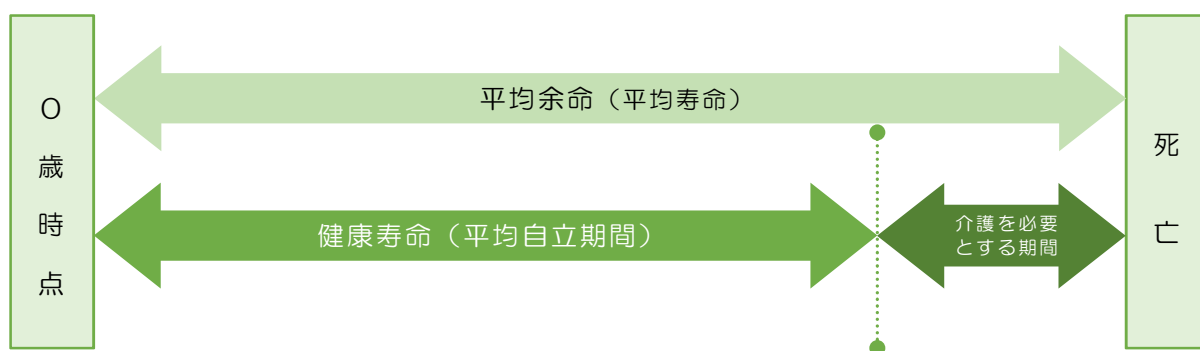 0歳時点
平均余命（平均寿命）
健康寿命（平均自立期間）
介護を必要
とする期間
死亡